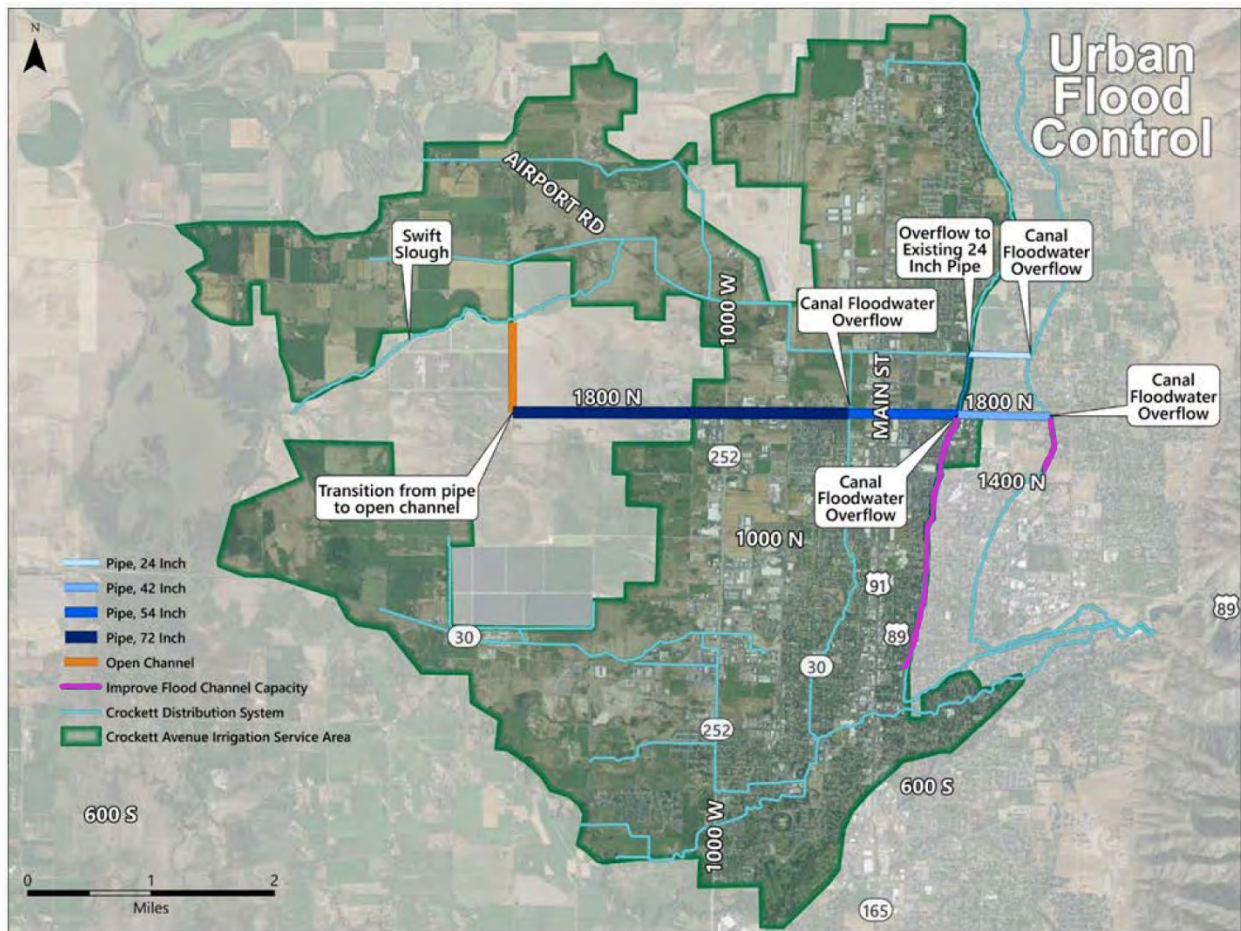 N
Urban
Flood
Control
AIRPORT RD
Swift
Slough
Overflow to
Existing 24
Inch Pipe
Canal
Floodwater
Overflow
Canal Floodwater
Overflow
1000 W
MAIN ST
1800 N
1800 N
Canal
Floodwater
Overflow
252
Transition from pipe
to open channel
Canal
Floodwater
Overflow
1400 N
1000 N
Pipe, 24 Inch
Pipe, 42 Inch
Pipe, 54 Inch
Pipe, 72 Inch
Open Channel
Improve Flood Channel Capacity
Crockett Distribution System
Crockett Avenue Irrigation Service Area
91
89
89
30
30
252
600 S
600 S
1000 W
0 1 2
Miles
165